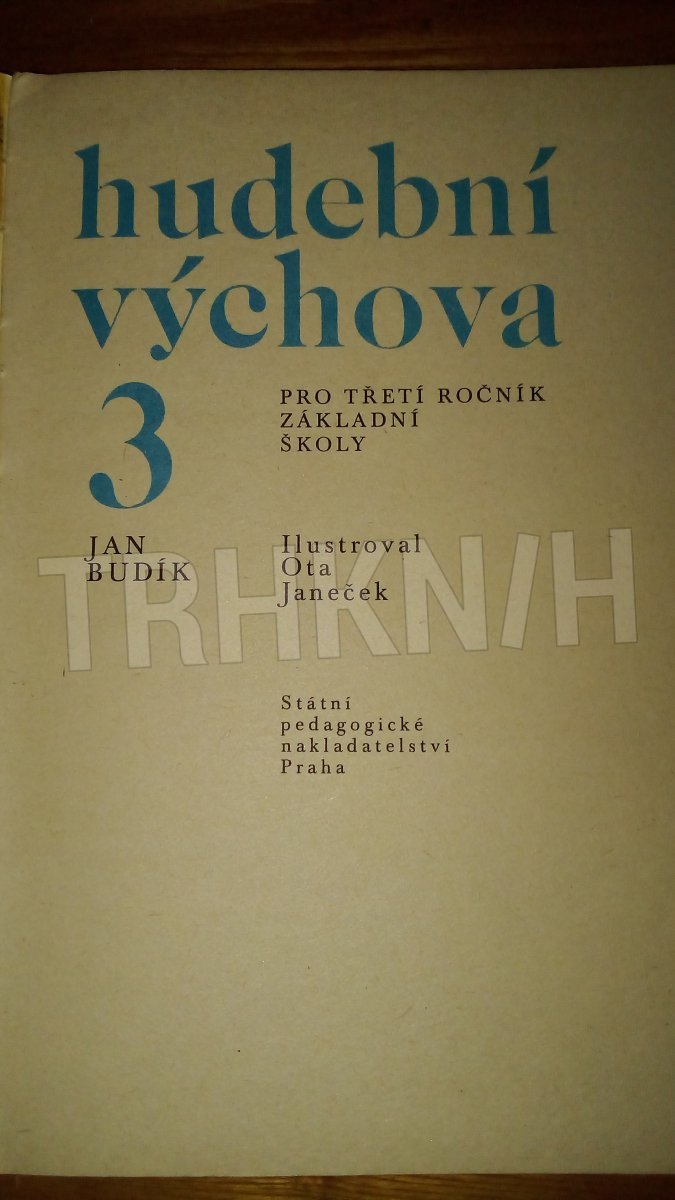 hudební
výchova
3
PRO TŘETÍ ROČNÍK
ZÁKLADNÍ
ŠKOLY
JAN
BUDÍK
Ilustroval
Ota
Janeček
TRHKNIH
Státní
pedagogické
nakladatelství
Praha